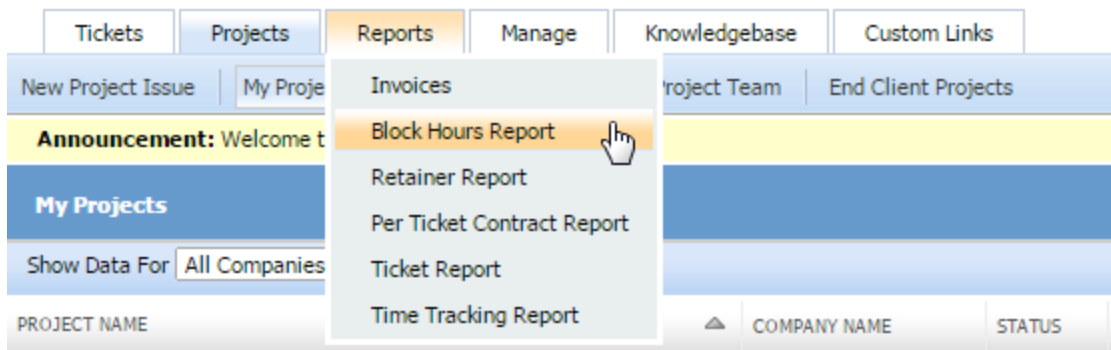 Tickets Projects Reports Manage Knowledgebase Custom Links
New Project Issue My Proje roject Team End Client Projects
Announcement: Welcome t
My Projects
Show Data For All Companies
Invoices
Block Hours Report
Retainer Report
Per Ticket Contract Report
Ticket Report
Time Tracking Report
PROJECT NAME COMPANY NAME STATUS